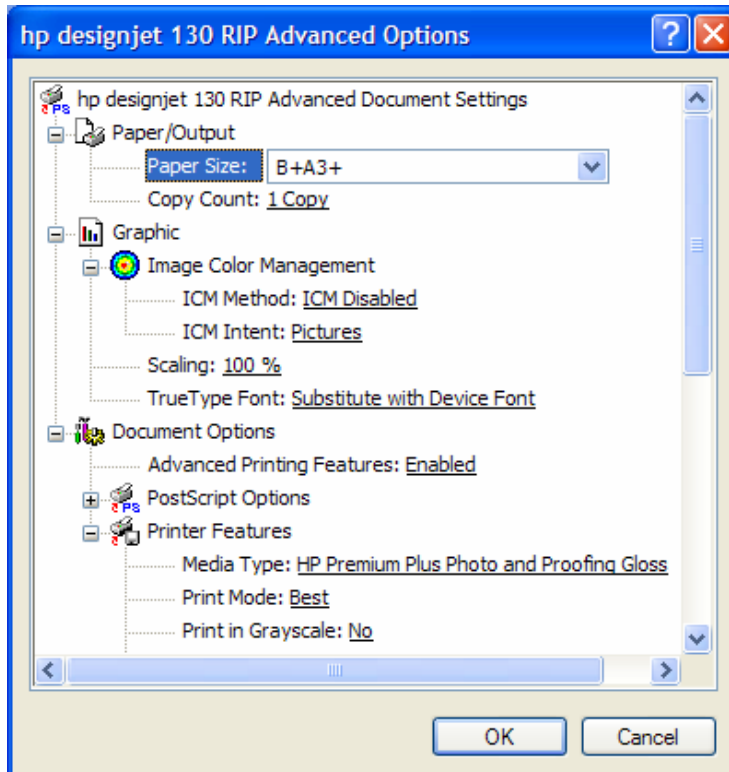 hp designjet 130 RIP Advanced Options
hp designjet 130 RIP Advanced Document Settings
Paper/Output
Paper Size: B+A3+
Copy Count: 1 Copy
Graphic
Image Color Management
ICM Method: ICM Disabled
ICM Intent: Pictures
Scaling: 100 %
TrueType Font: Substitute with Device Font
Document Options
Advanced Printing Features: Enabled
PostScript Options
Printer Features
Media Type: HP Premium Plus Photo and Proofing Gloss
Print Mode: Best
Print in Grayscale: No
OK Cancel